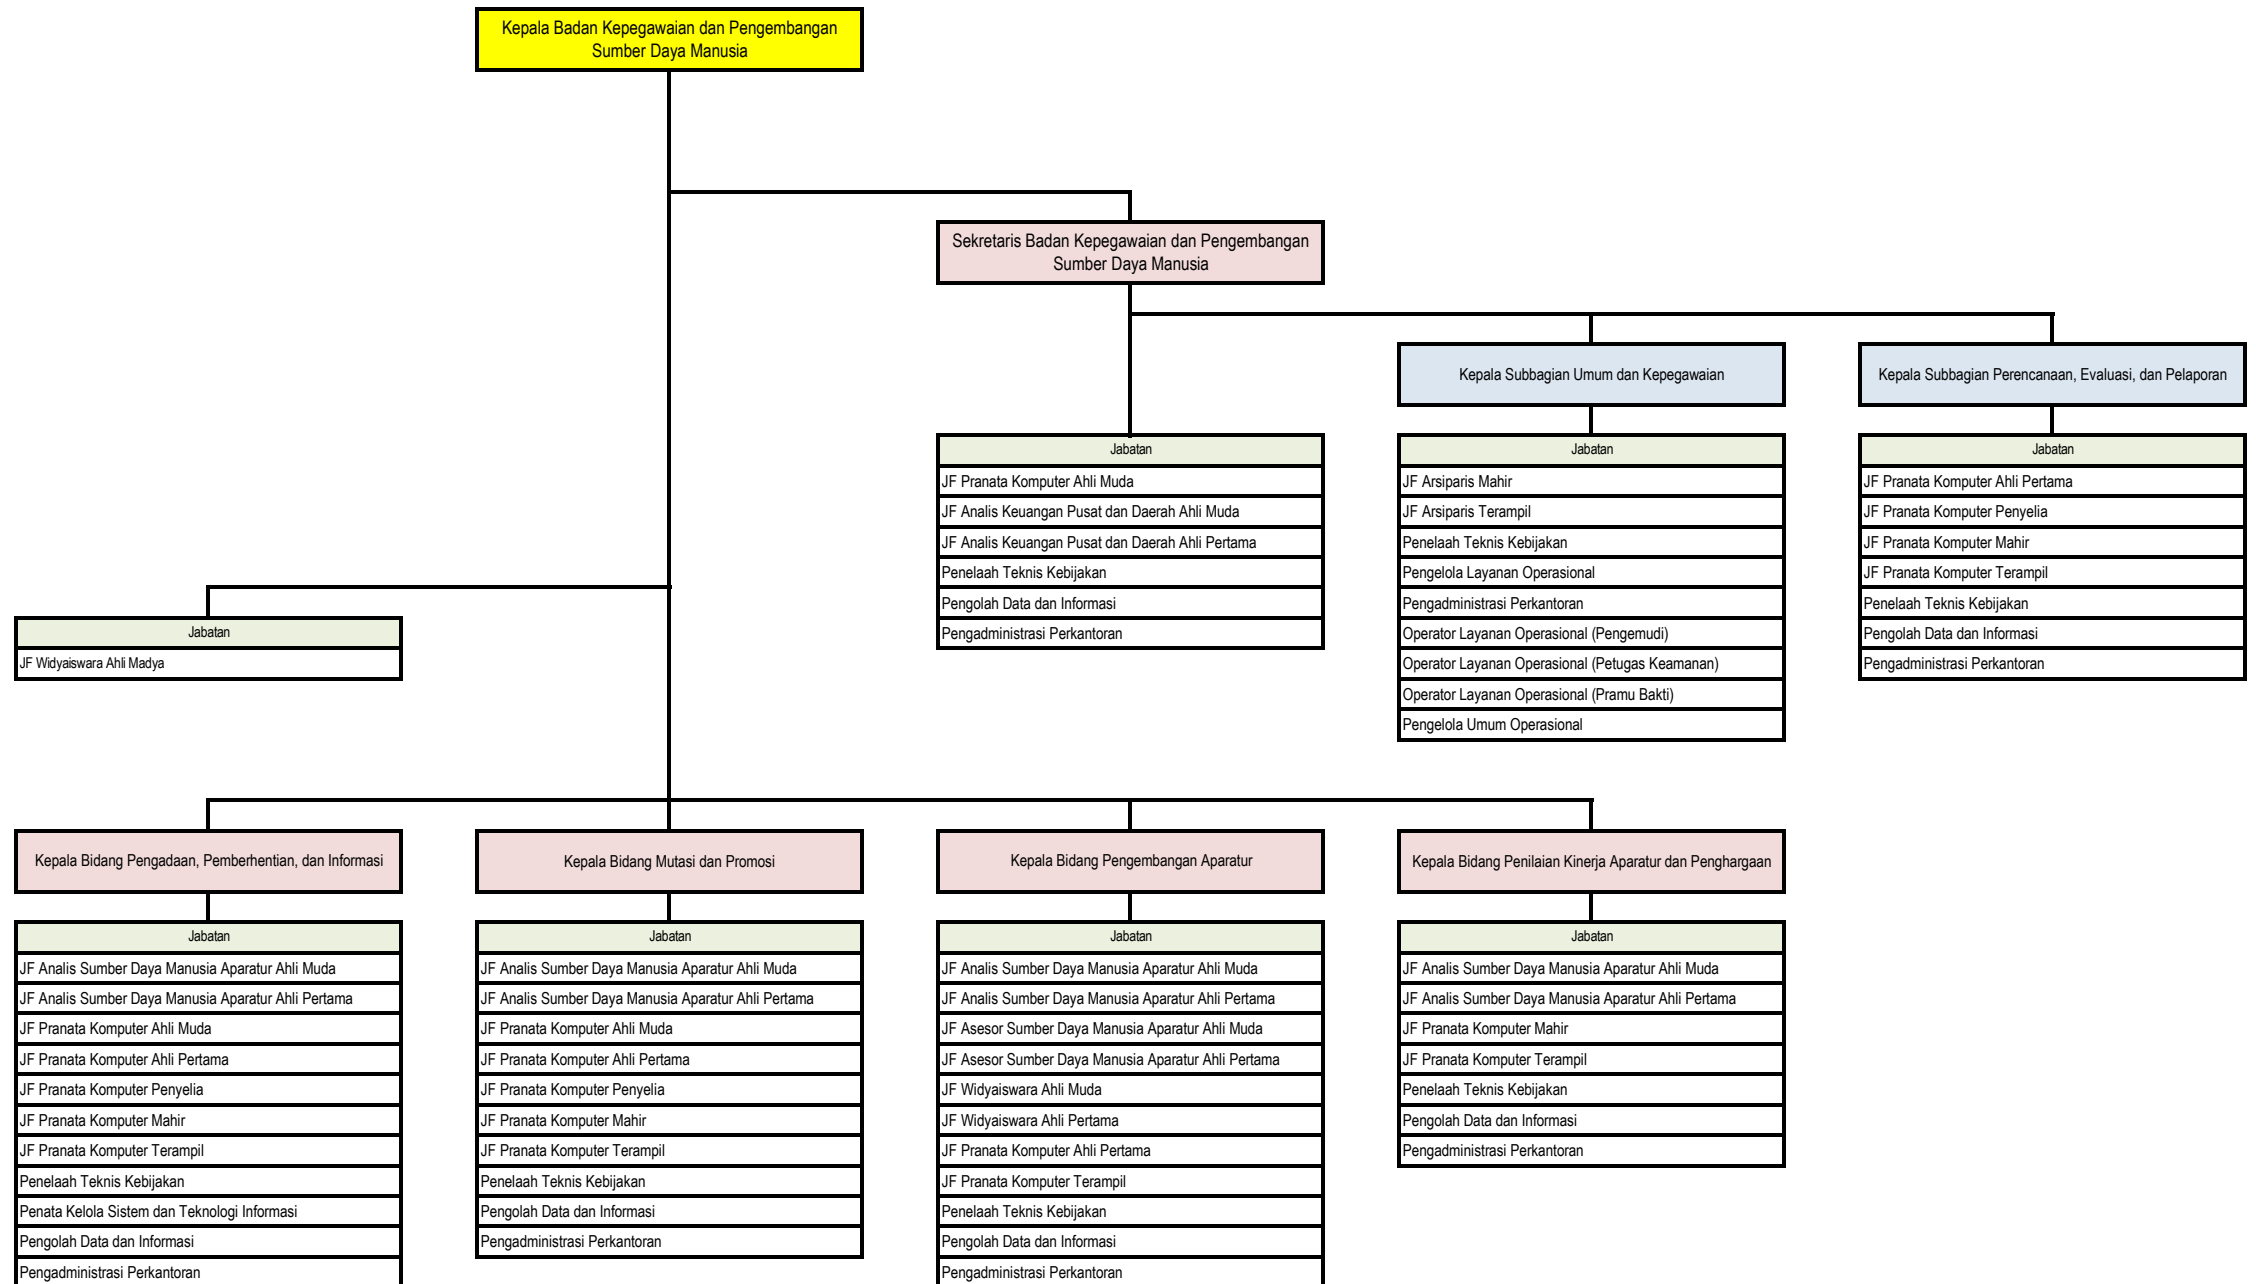 Kepala Badan Kepegawaian dan Pengembangan
Sumber Daya Manusia
Sekretaris Badan Kepegawaian dan Pengembangan
Sumber Daya Manusia
Kepala Subbagian Umum dan Kepegawaian
Kepala Subbagian Perencanaan, Evaluasi, dan Pelaporan
Jabatan
JF Pranata Komputer Ahli Muda
JF Analis Keuangan Pusat dan Daerah Ahli Muda
JF Analis Keuangan Pusat dan Daerah Ahli Pertama
Penelaah Teknis Kebijakan
Pengolah Data dan Informasi
Pengadministrasi Perkantoran
Jabatan
JF Arsiparis Mahir
JF Arsiparis Terampil
Penelaah Teknis Kebijakan
Pengelola Layanan Operasional
Pengadministrasi Perkantoran
Operator Layanan Operasional (Pengemudi)
Operator Layanan Operasional (Petugas Keamanan)
Operator Layanan Operasional (Pramu Bakti)
Pengelola Umum Operasional
Jabatan
JF Pranata Komputer Ahli Pertama
JF Pranata Komputer Penyelia
JF Pranata Komputer Mahir
JF Pranata Komputer Terampil
Penelaah Teknis Kebijakan
Pengolah Data dan Informasi
Pengadministrasi Perkantoran
Jabatan
JF Widyaiswara Ahli Madya
Kepala Bidang Pengadaan, Pemberhentian, dan Informasi
Jabatan
JF Analis Sumber Daya Manusia Aparatur Ahli Muda
JF Analis Sumber Daya Manusia Aparatur Ahli Pertama
JF Pranata Komputer Ahli Muda
JF Pranata Komputer Ahli Pertama
JF Pranata Komputer Penyelia
JF Pranata Komputer Mahir
JF Pranata Komputer Terampil
Penelaah Teknis Kebijakan
Penata Kelola Sistem dan Teknologi Informasi
Pengolah Data dan Informasi
Pengadministrasi Perkantoran
Kepala Bidang Mutasi dan Promosi
Jabatan
JF Analis Sumber Daya Manusia Aparatur Ahli Muda
JF Analis Sumber Daya Manusia Aparatur Ahli Pertama
JF Pranata Komputer Ahli Muda
JF Pranata Komputer Ahli Pertama
JF Pranata Komputer Penyelia
JF Pranata Komputer Mahir
JF Pranata Komputer Terampil
Penelaah Teknis Kebijakan
Pengolah Data dan Informasi
Pengadministrasi Perkantoran
Kepala Bidang Pengembangan Aparatur
Jabatan
JF Analis Sumber Daya Manusia Aparatur Ahli Muda
JF Analis Sumber Daya Manusia Aparatur Ahli Pertama
JF Asesor Sumber Daya Manusia Aparatur Ahli Muda
JF Asesor Sumber Daya Manusia Aparatur Ahli Pertama
JF Widyaiswara Ahli Muda
JF Widyaiswara Ahli Pertama
JF Pranata Komputer Ahli Pertama
JF Pranata Komputer Terampil
Penelaah Teknis Kebijakan
Pengolah Data dan Informasi
Pengadministrasi Perkantoran
Kepala Bidang Penilaian Kinerja Aparatur dan Penghargaan
Jabatan
JF Analis Sumber Daya Manusia Aparatur Ahli Muda
JF Analis Sumber Daya Manusia Aparatur Ahli Pertama
JF Pranata Komputer Mahir
JF Pranata Komputer Terampil
Penelaah Teknis Kebijakan
Pengolah Data dan Informasi
Pengadministrasi Perkantoran